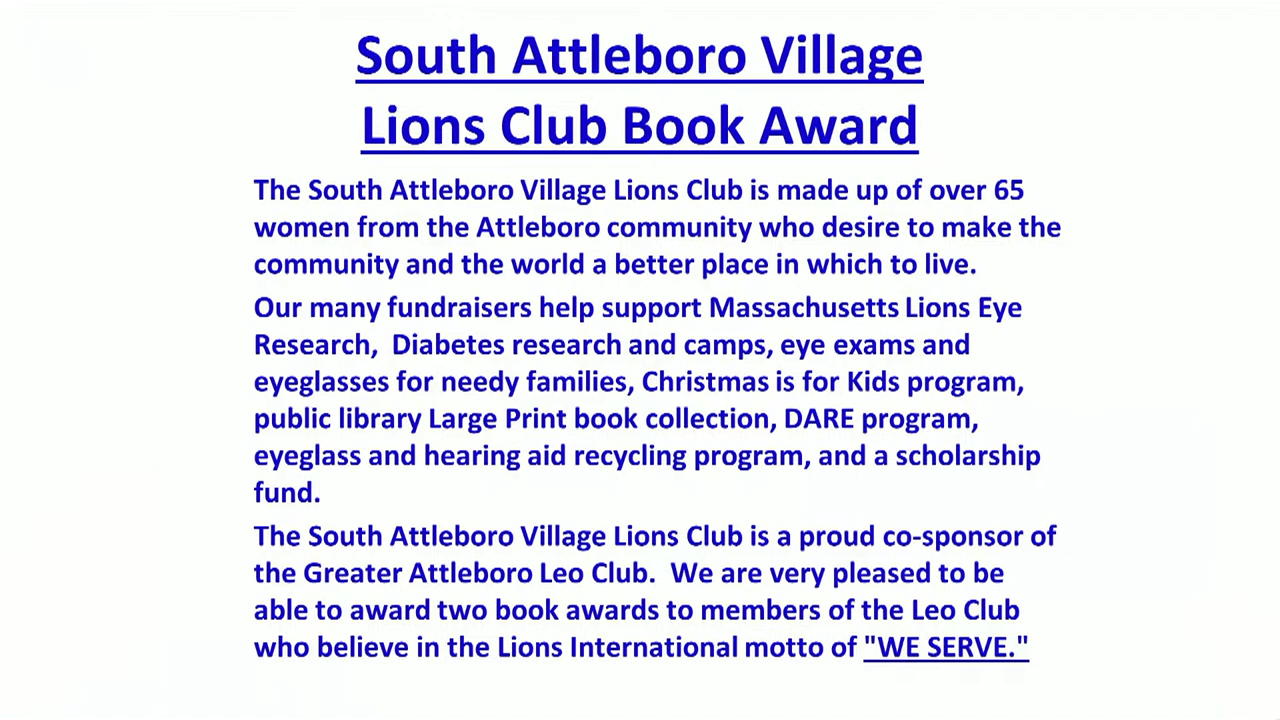 South Attleboro Village
Lions Club Book Award
The South Attleboro Village Lions Club is made up of over 65
women from the Attleboro community who desire to make the
community and the world a better place in which to live.
Our many fundraisers help support Massachusetts Lions Eye
Research,  Diabetes research and camps, eye exams and
eyeglasses for needy families, Christmas is for Kids program,
public library Large Print book collection, DARE program,
eyeglass and hearing aid recycling program, and a scholarship
fund.
The South Attleboro Village Lions Club is a proud co-sponsor of
the Greater Attleboro Leo Club.  We are very pleased to be
able to award two book awards to members of the Leo Club
who believe in the Lions International motto of "WE SERVE."